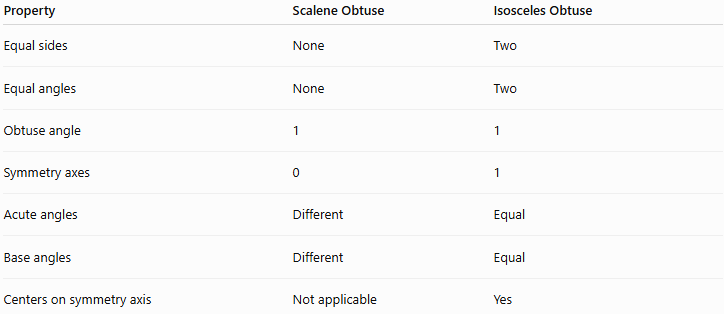 Property Scalene Obtuse Isosceles Obtuse
Equal sides None Two
Equal angles None Two
Obtuse angle 1 1
Symmetry axes 0 1
Acute angles Different Equal
Base angles Different Equal
Centers on symmetry axis Not applicable Yes